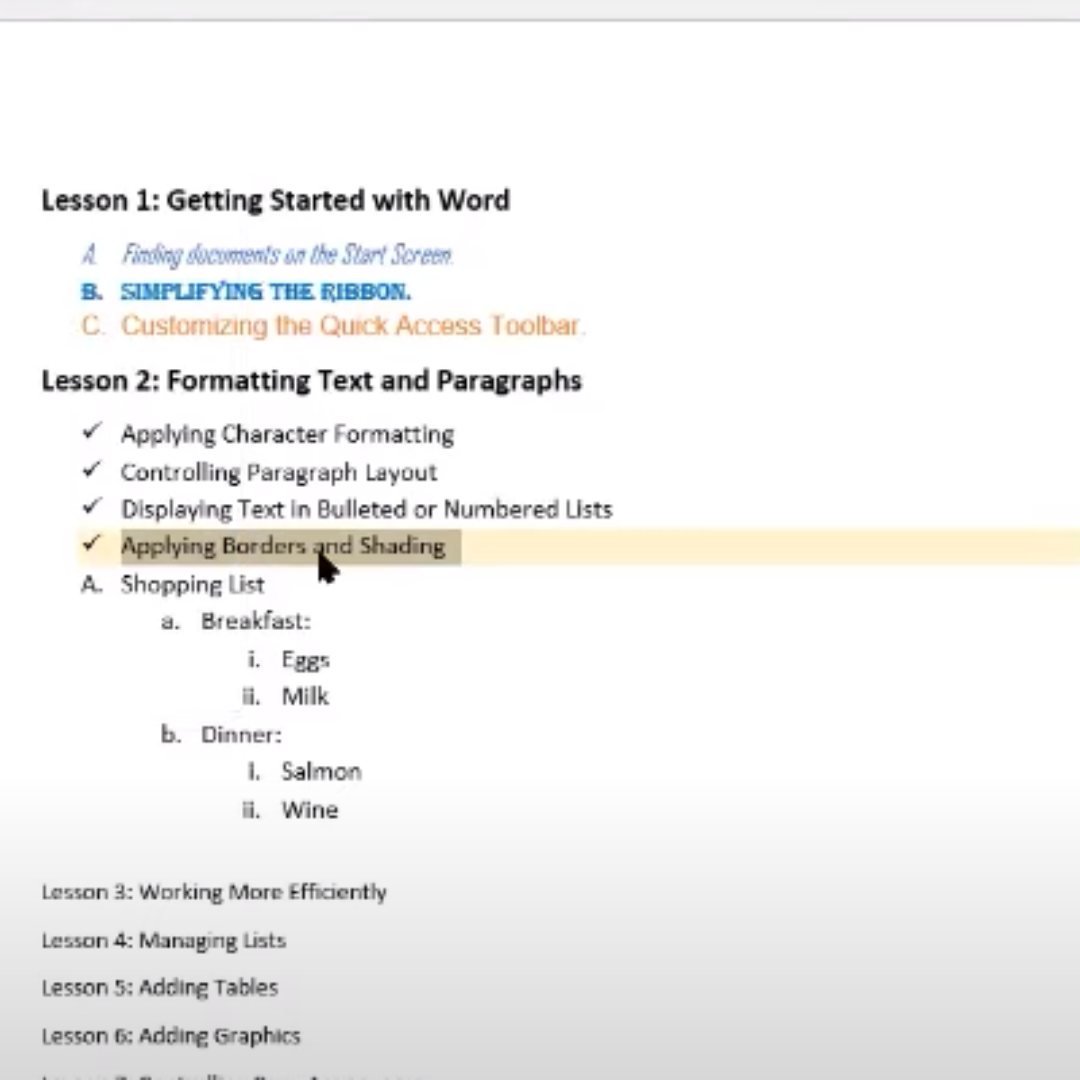 Lesson 1: Getting Started with Word
A. Finding documents on the Start Screen.
B. SIMPLIFYING THE RIBBON.
C. Customizing the Quick Access Toolbar.
Lesson 2: Formatting Text and Paragraphs
✓ Applying Character Formatting
✓ Controlling Paragraph Layout
✓ Displaying Text in Bulleted or Numbered Lists
✓ Applying Borders and Shading
A. Shopping List
a. Breakfast:
i. Eggs
ii. Milk
b. Dinner:
i. Salmon
ii. Wine
Lesson 3: Working More Efficiently
Lesson 4: Managing Lists
Lesson 5: Adding Tables
Lesson 6: Adding Graphics